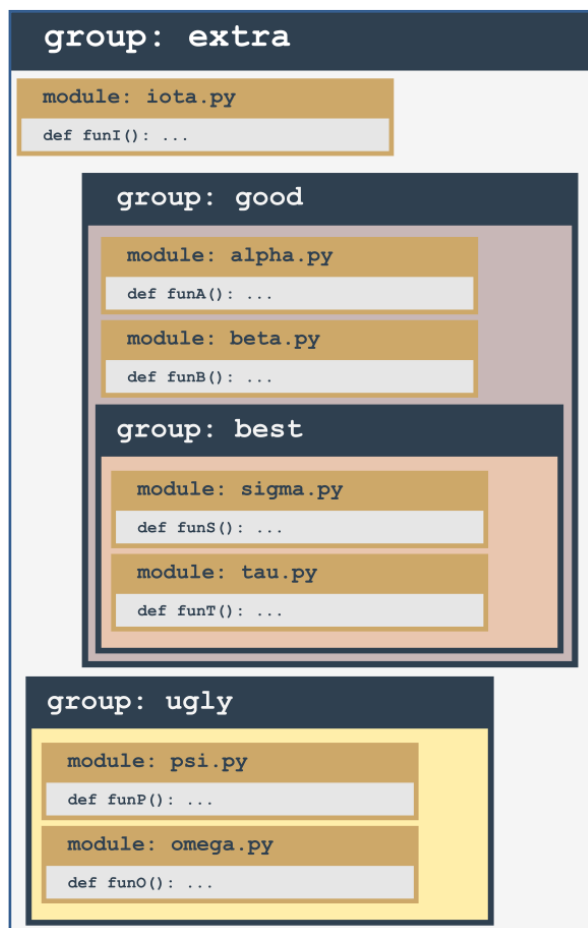 group: extra
module: iota.py
def funI(): ...
group: good
module: alpha.py
def funA(): ...
module: beta.py
def funB(): ...
group: best
module: sigma.py
def funS(): ...
module: tau.py
def funT(): ...
group: ugly
module: psi.py
def funP(): ...
module: omega.py
def funO(): ...